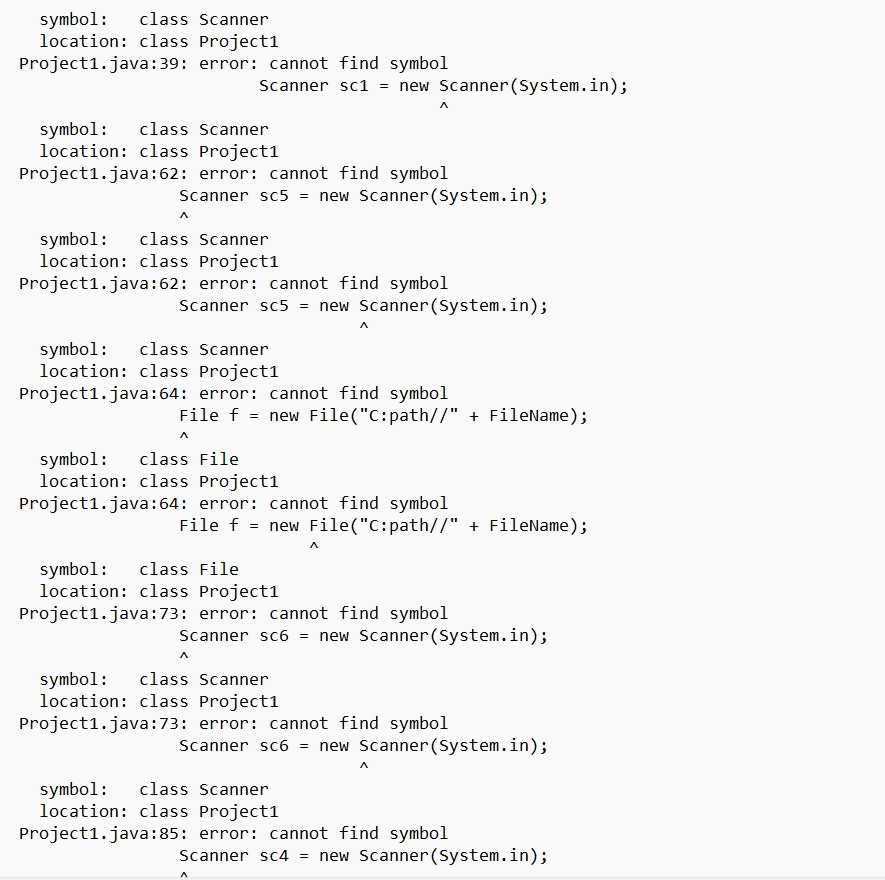 symbol:   class Scanner
  location: class Project1
Project1.java:39: error: cannot find symbol
                        Scanner sc1 = new Scanner(System.in);
                                          ^
  symbol:   class Scanner
  location: class Project1
Project1.java:62: error: cannot find symbol
                Scanner sc5 = new Scanner(System.in);
                ^
  symbol:   class Scanner
  location: class Project1
Project1.java:62: error: cannot find symbol
                Scanner sc5 = new Scanner(System.in);
                                  ^
  symbol:   class Scanner
  location: class Project1
Project1.java:64: error: cannot find symbol
                File f = new File("C:path//" + FileName);
                ^
  symbol:   class File
  location: class Project1
Project1.java:64: error: cannot find symbol
                File f = new File("C:path//" + FileName);
                             ^
  symbol:   class File
  location: class Project1
Project1.java:73: error: cannot find symbol
                Scanner sc6 = new Scanner(System.in);
                ^
  symbol:   class Scanner
  location: class Project1
Project1.java:73: error: cannot find symbol
                Scanner sc6 = new Scanner(System.in);
                                  ^
  symbol:   class Scanner
  location: class Project1
Project1.java:85: error: cannot find symbol
                Scanner sc4 = new Scanner(System.in);
                ^